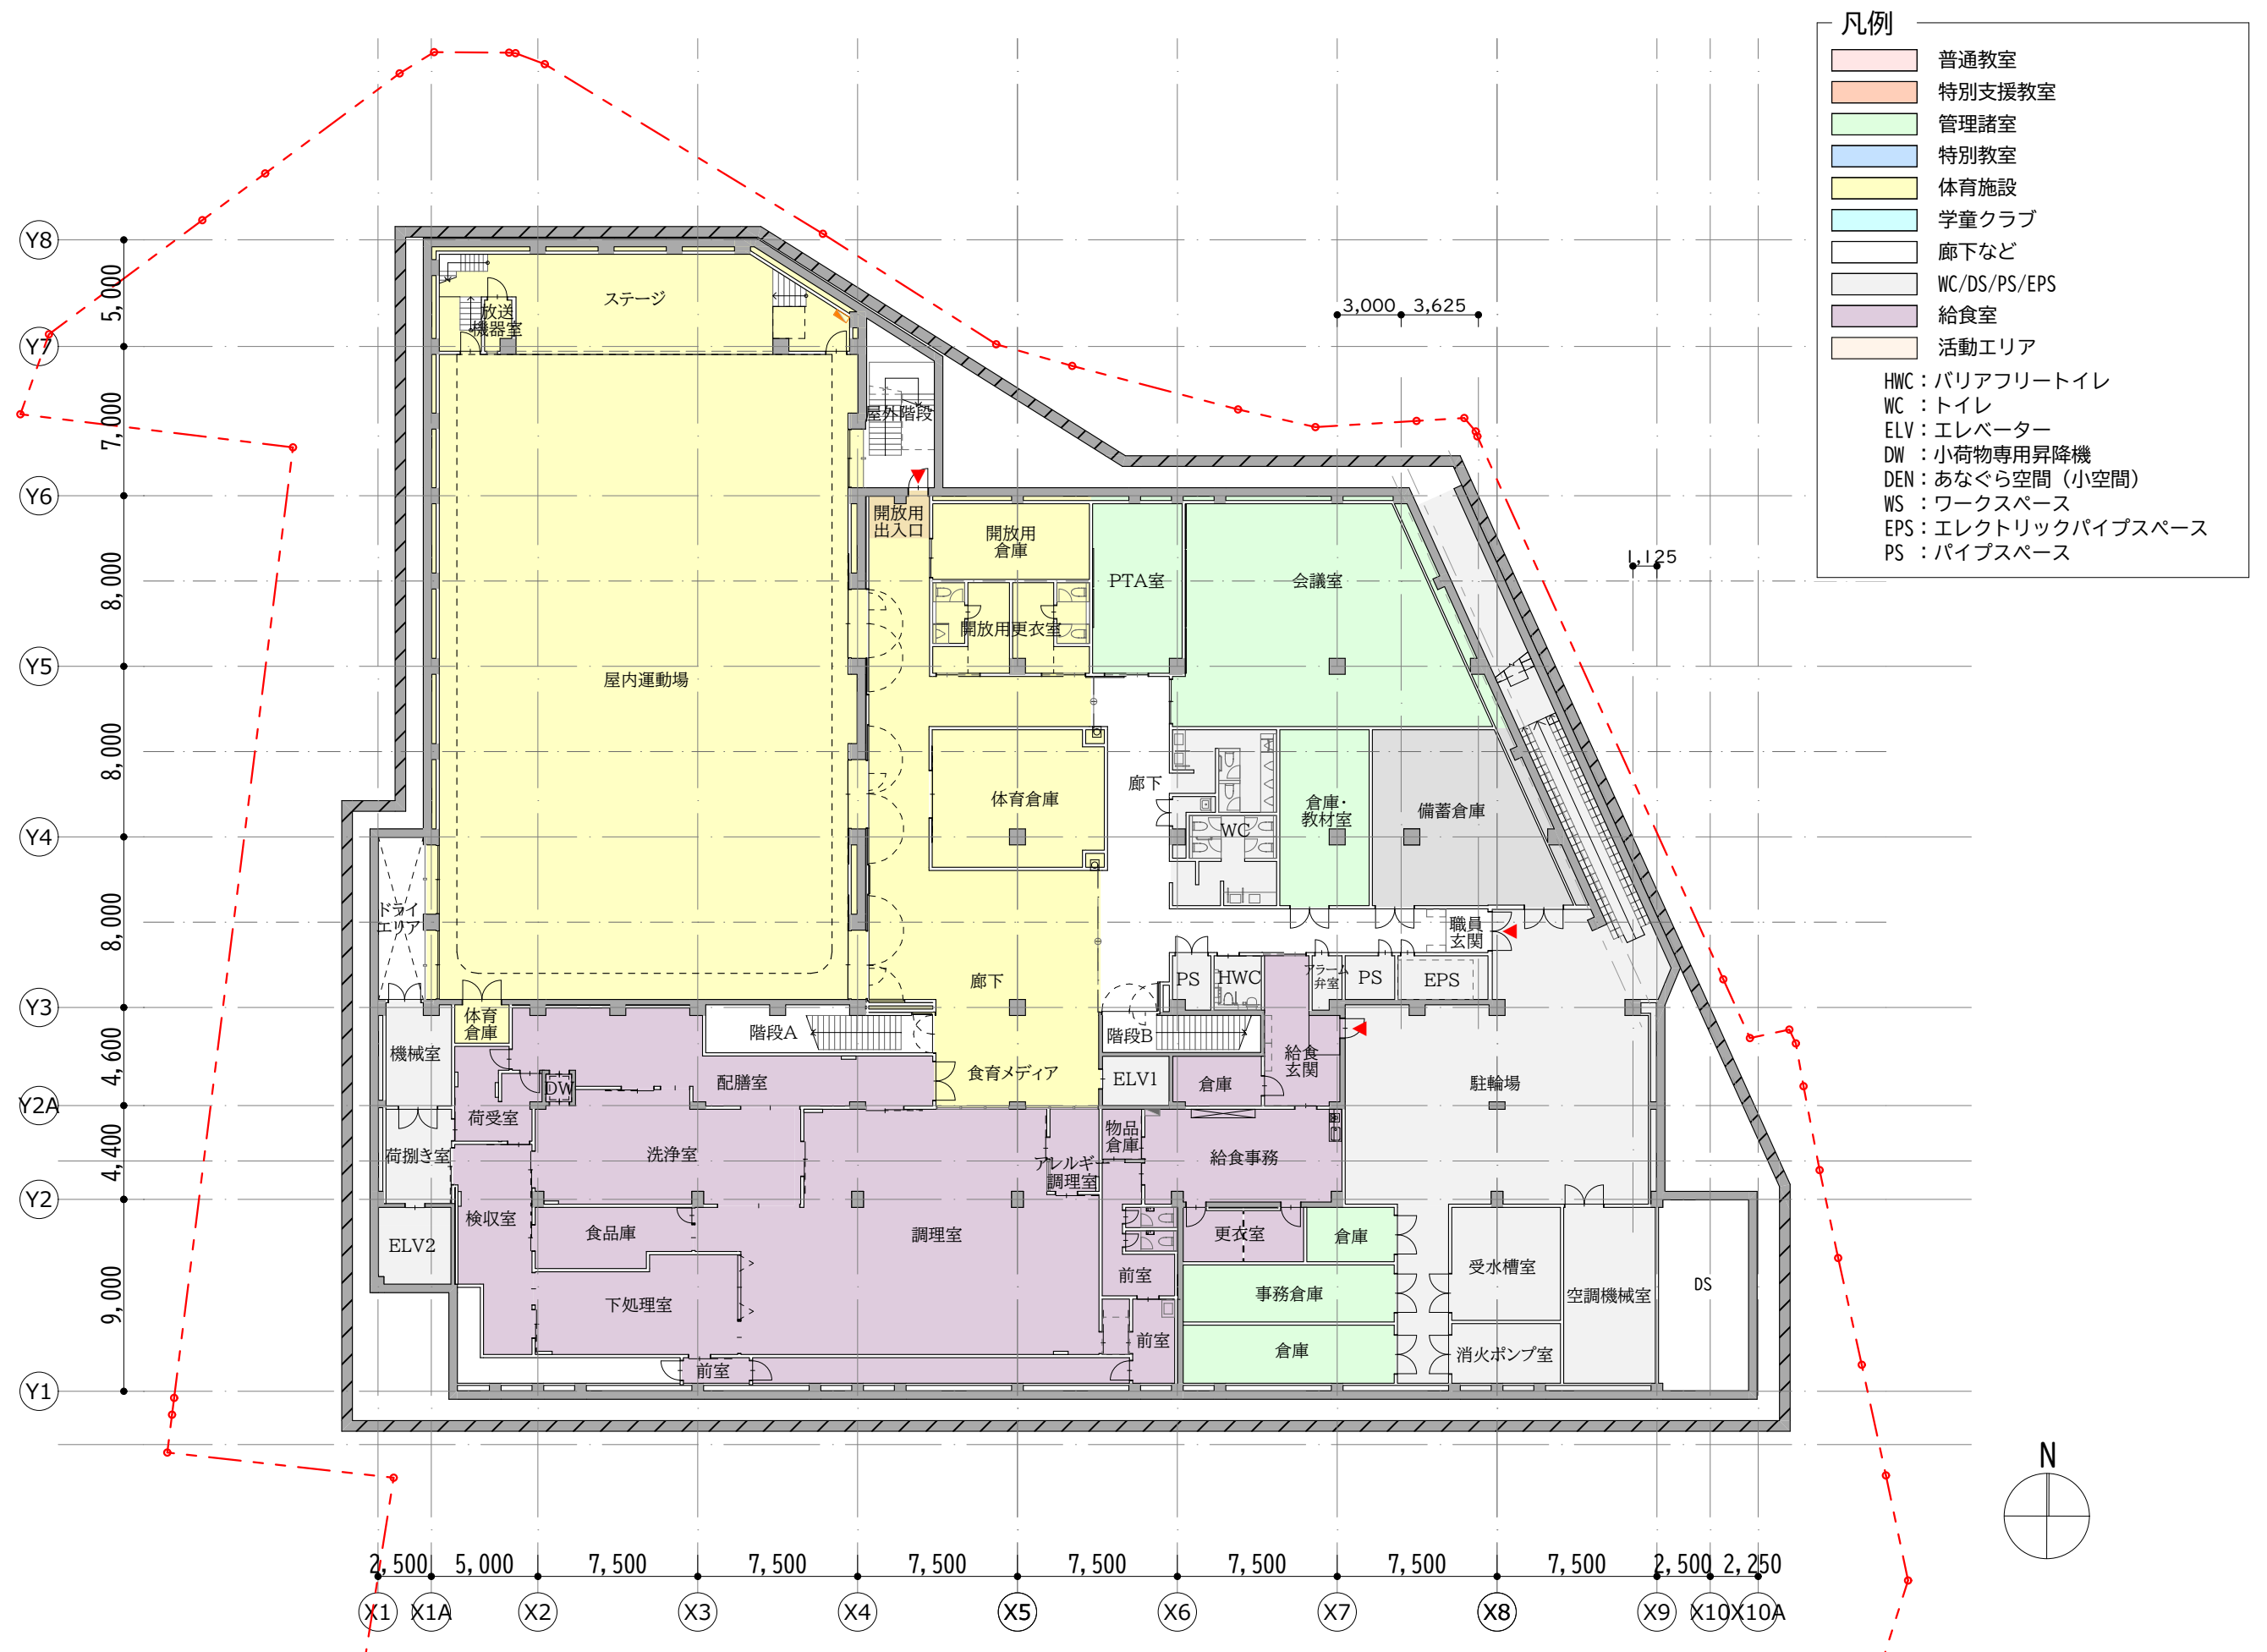 凡例
普通教室
特別支援教室
管理諸室
特別教室
体育施設
学童クラブ
廊下など
WC/DS/PS/EPS
給食室
活動エリア
HWC：バリアフリートイレ
WC ：トイレ
ELV：エレベーター
DW ：小荷物専用昇降機
DEN：あなぐら空間（小空間）
WS ：ワークスペース
EPS：エレクトリックパイプスペース
PS ：パイプスペース
Y8
5,000
Y7
7,000
Y6
8,000
Y5
8,000
Y4
8,000
Y3
4,600
Y2A
4,400
Y2
9,000
Y1
3,000 3,625
1,125
ステージ
放送
機器室
屋外階段
開放用
出入口
開放用
倉庫
PTA室
会議室
開放用更衣室
屋内運動場
体育倉庫
廊下
WC
倉庫・
教材室
備蓄倉庫
ドライ
エリア
職員
玄関
廊下
PS
HWC
アラーム
弁室
PS
EPS
体育
倉庫
機械室
階段A
階段B
給食
玄関
駐輪場
DW
配膳室
食育メディア
ELV1
倉庫
荷受室
荷捌き室
洗浄室
アレルギー
調理室
物品
倉庫
給食事務
検収室
ELV2
食品庫
調理室
更衣室
倉庫
受水槽室
空調機械室
DS
下処理室
前室
事務倉庫
前室
前室
倉庫
消火ポンプ室
N
2,500 5,000 7,500 7,500 7,500 7,500 7,500 7,500 7,500 2,500 2,250
X1 X1A X2 X3 X4 X5 X6 X7 X8 X9 X10 X10A